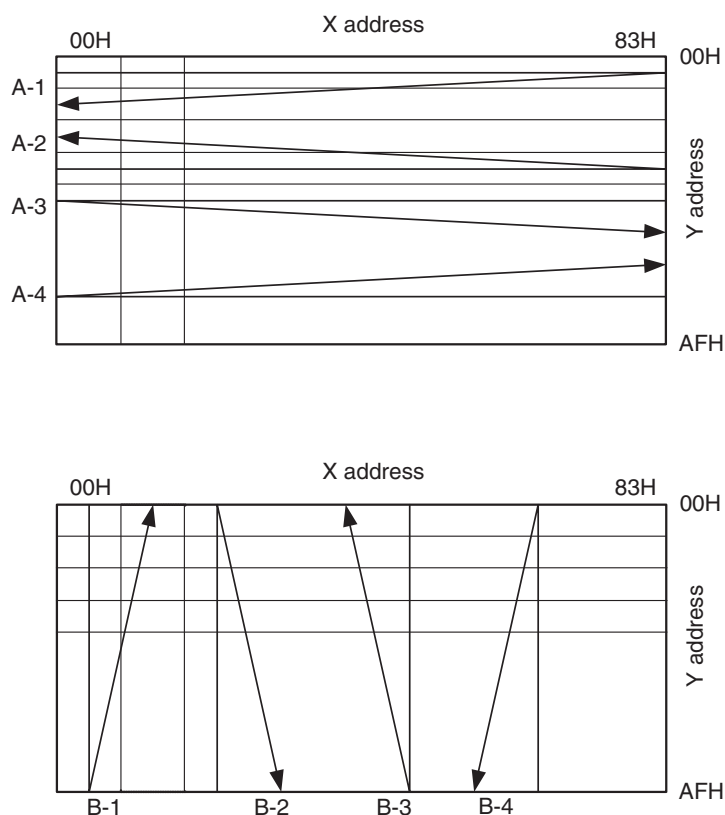 X address
00H 83H
00H
A-1
A-2
A-3
Y address
A-4
AFH
X address
00H 83H
00H
Y address
AFH
B-1 B-2 B-3 B-4